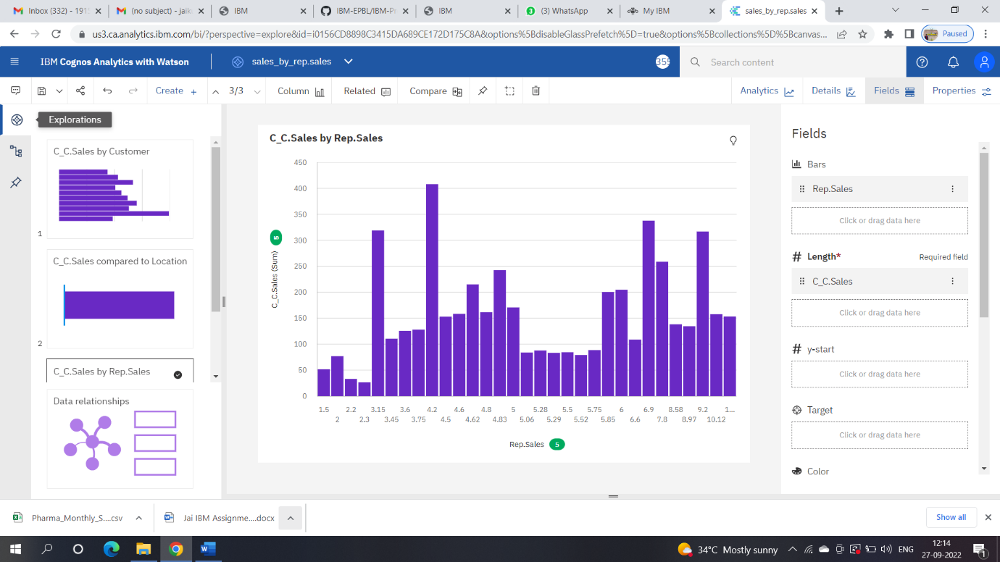 Inbox (332) - 191
(no subject) - jaik
IBM
IBM-EPBL/IBM-Pr
IBM
3
(3) WhatsApp
My IBM
sales_by_rep.sales
us3.ca.analytics.ibm.com/bi/?perspective=explore&id=i0156CD8898C3415DA689CE172D175C8A&options%5BdisableGlassPrefetch%5D=true&options%5Bcollections%5D%5Bcanvas...
Paused
IBM Cognos Analytics with Watson
sales_by_rep.sales
355
Search content
Create
3/3
Column
Related
Compare
Analytics
Details
Fields
Properties
Explorations
C_C.Sales by Customer
1
C_C.Sales compared to Location
2
C_C.Sales by Rep.Sales
Data relationships
C_C.Sales by Rep.Sales
450
400
350
300
250
200
150
100
50
0
C_C.Sales (Sum) 5
1.5 2.2 3.15 3.6 4.2 4.6 4.8 5 5.28 5.5 5.75 6 6.9 8.58 9.2 1...
2 2.3 3.45 3.75 4.5 4.62 4.83 5.06 5.29 5.52 5.85 6.6 7.8 8.97 10.12
Rep.Sales 5
Fields
Bars
Rep.Sales
Click or drag data here
# Length* Required field
C_C.Sales
Click or drag data here
# y-start
Click or drag data here
Target
Click or drag data here
Color
Pharma_Monthly_S....csv
Jai IBM Assignme....docx
Show all
34°C Mostly sunny
ENG
12:14
27-09-2022
1